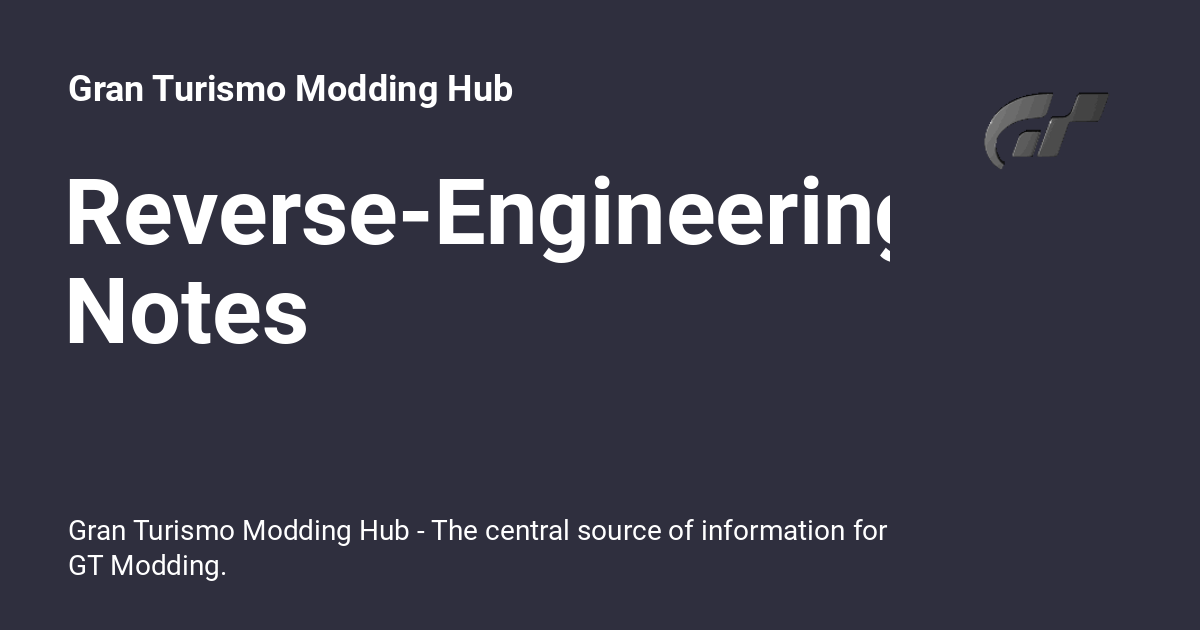 Gran Turismo Modding Hub
Reverse-Engineering
Notes
Gran Turismo Modding Hub - The central source of information for
GT Modding.